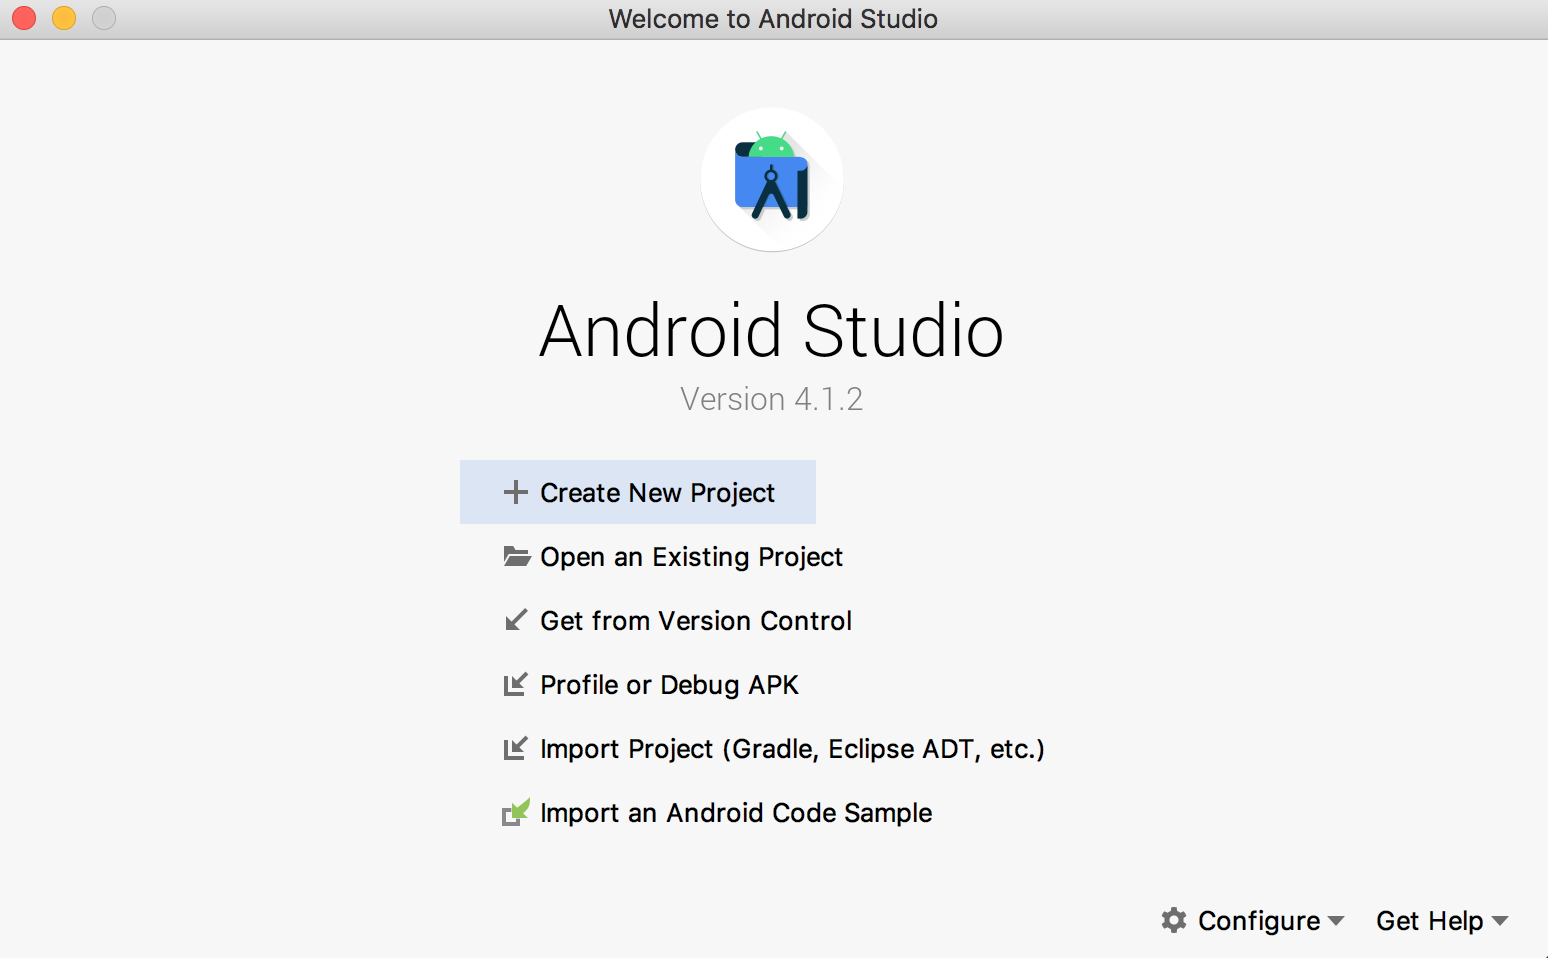 Welcome to Android Studio
Android Studio
Version 4.1.2
Create New Project
Open an Existing Project
Get from Version Control
Profile or Debug APK
Import Project (Gradle, Eclipse ADT, etc.)
Import an Android Code Sample
Configure Get Help